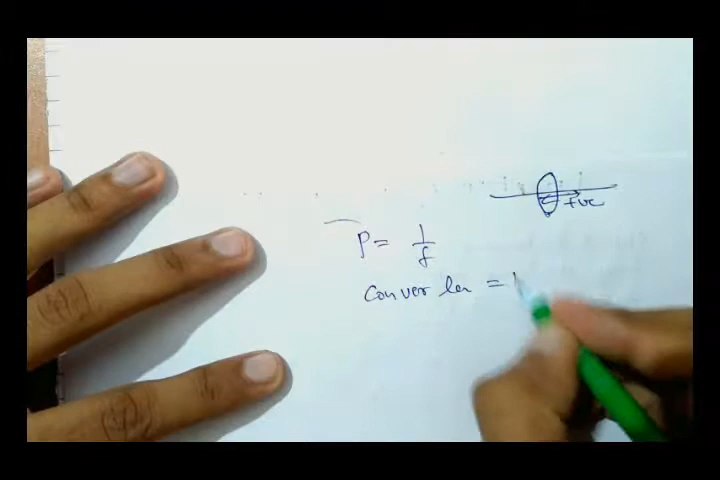 +ve
P = 1/f
Conver len =